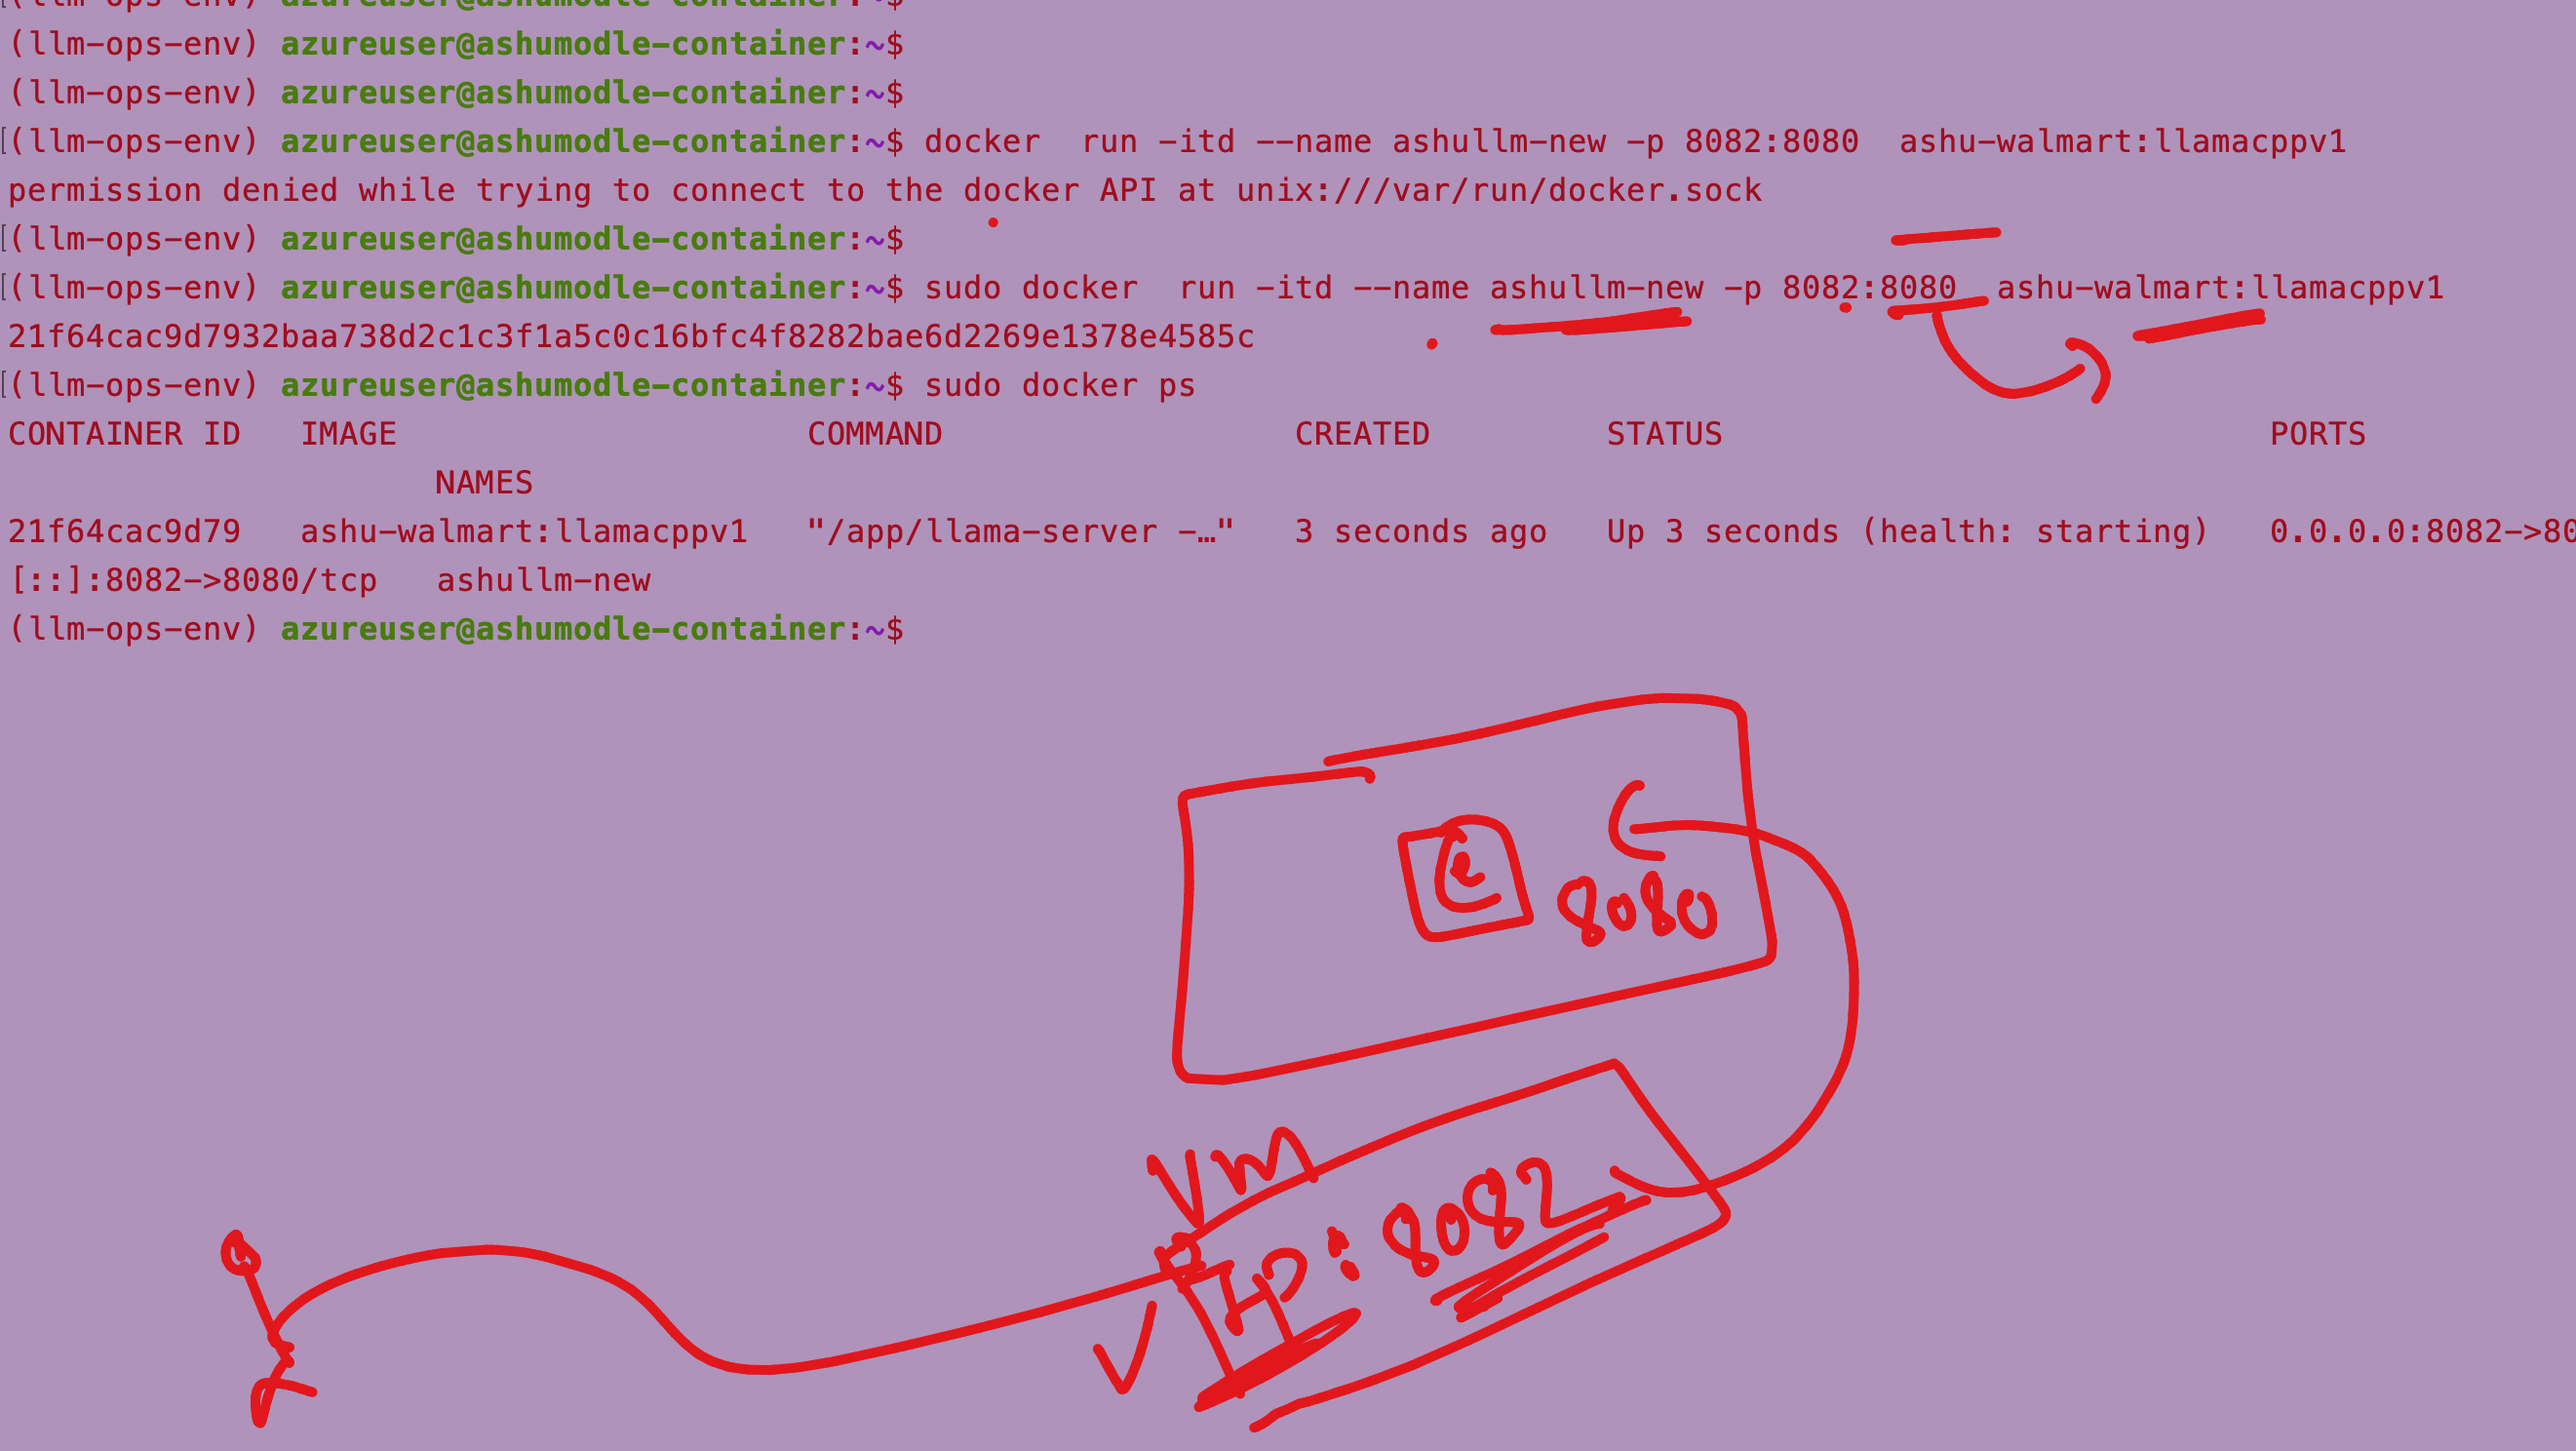 (llm-ops-env) azureuser@ashumodle-container:~$
(llm-ops-env) azureuser@ashumodle-container:~$
(llm-ops-env) azureuser@ashumodle-container:~$
[(llm-ops-env) azureuser@ashumodle-container:~$ docker  run -itd --name ashullm-new -p 8082:8080  ashu-walmart:llamacppv1
permission denied while trying to connect to the docker API at unix:///var/run/docker.sock
[(llm-ops-env) azureuser@ashumodle-container:~$
[(llm-ops-env) azureuser@ashumodle-container:~$ sudo docker  run -itd --name ashullm-new -p 8082:8080  ashu-walmart:llamacppv1
21f64cac9d7932baa738d2c1c3f1a5c0c16bfc4f8282bae6d2269e1378e4585c
[(llm-ops-env) azureuser@ashumodle-container:~$ sudo docker ps
CONTAINER ID   IMAGE                     COMMAND                  CREATED         STATUS                            PORTS
NAMES
21f64cac9d79   ashu-walmart:llamacppv1   "/app/llama-server -…"   3 seconds ago   Up 3 seconds (health: starting)   0.0.0.0:8082->80
[::]:8082->8080/tcp   ashullm-new
(llm-ops-env) azureuser@ashumodle-container:~$
8080
Vm
IP: 8082